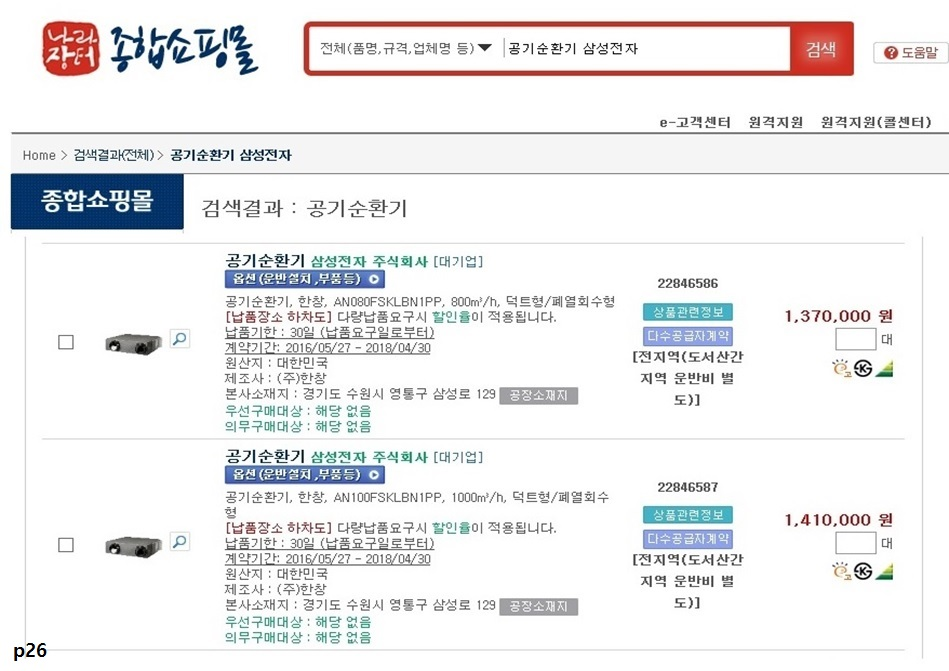 나라
장터 종합쇼핑몰
전체(품명,규격,업체명 등) 공기순환기 삼성전자 검색 도움말
e-고객센터 원격지원 원격지원(콜센터)
Home > 검색결과(전체) > 공기순환기 삼성전자
종합쇼핑몰 검색결과 : 공기순환기
공기순환기 삼성전자 주식회사 [대기업]
옵션 (운반설치,부품등)
공기순환기, 한창, AN080FSKLBN1PP, 800㎥/h, 덕트형/폐열회수형
[납품장소 하차도] 다량납품요구시 할인율이 적용됩니다.
납품기한 : 30일 (납품요구일로부터)
계약기간: 2016/05/27 - 2018/04/30
원산지 : 대한민국
제조사 : (주)한창
본사소재지 : 경기도 수원시 영통구 삼성로 129 공장소재지
우선구매대상 : 해당 없음
의무구매대상 : 해당 없음
22846586
상품관련정보
다수공급자계약
[전지역(도서산간
지역 운반비 별
도)]
1,370,000 원
대
공기순환기 삼성전자 주식회사 [대기업]
옵션 (운반설치,부품등)
공기순환기, 한창, AN100FSKLBN1PP, 1000㎥/h, 덕트형/폐열회수
형
[납품장소 하차도] 다량납품요구시 할인율이 적용됩니다.
납품기한 : 30일 (납품요구일로부터)
계약기간: 2016/05/27 - 2018/04/30
원산지 : 대한민국
제조사 : (주)한창
본사소재지 : 경기도 수원시 영통구 삼성로 129 공장소재지
우선구매대상 : 해당 없음
의무구매대상 : 해당 없음
22846587
상품관련정보
다수공급자계약
[전지역(도서산간
지역 운반비 별
도)]
1,410,000 원
대
p26